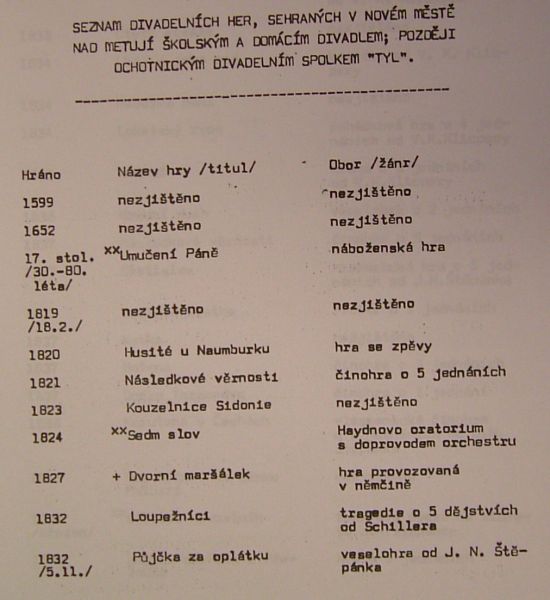 SEZNAM DIVADELNÍCH HER, SEHRANÝCH V NOVÉM MĚSTĚ
NAD METUJÍ ŠKOLSKÝM A DOMÁCÍM DIVADLEM; POZDĚJI
OCHOTNICKÝM DIVADELNÍM SPOLKEM "TYL".
Hráno Název hry /titul/ Obor /žánr/
1599 nezjištěno nezjištěno
1652 nezjištěno nezjištěno
17. stol. xxUmučení Páně náboženská hra
/30.-80.
léta/
1819 nezjištěno nezjištěno
/18.2./
1820 Husité u Naumburku hra se zpěvy
1821 Následkové věrnosti činohra o 5 jednáních
1823 Kouzelnice Sidonie nezjištěno
1824 xxSedm slov Haydnovo oratorium
s doprovodem orchestru
1827 + Dvorní maršálek hra provozovaná
v němčině
1832 Loupežníci tragedie o 5 dějstvích
od Schillera
1832 Půjčka za oplátku veselohra od J. N. Ště-
/5.11./ pánka